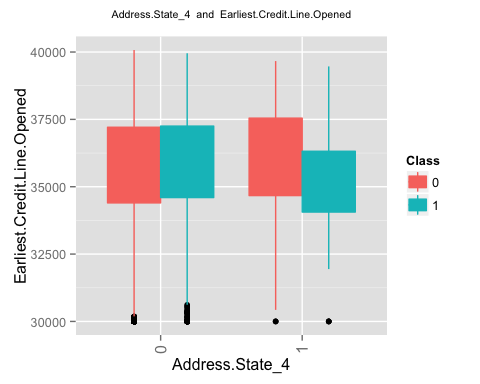 Address.State_4 and Earliest.Credit.Line.Opened
40000
37500
35000
32500
30000
Earliest.Credit.Line.Opened
0
1
Address.State_4
Class
0
1